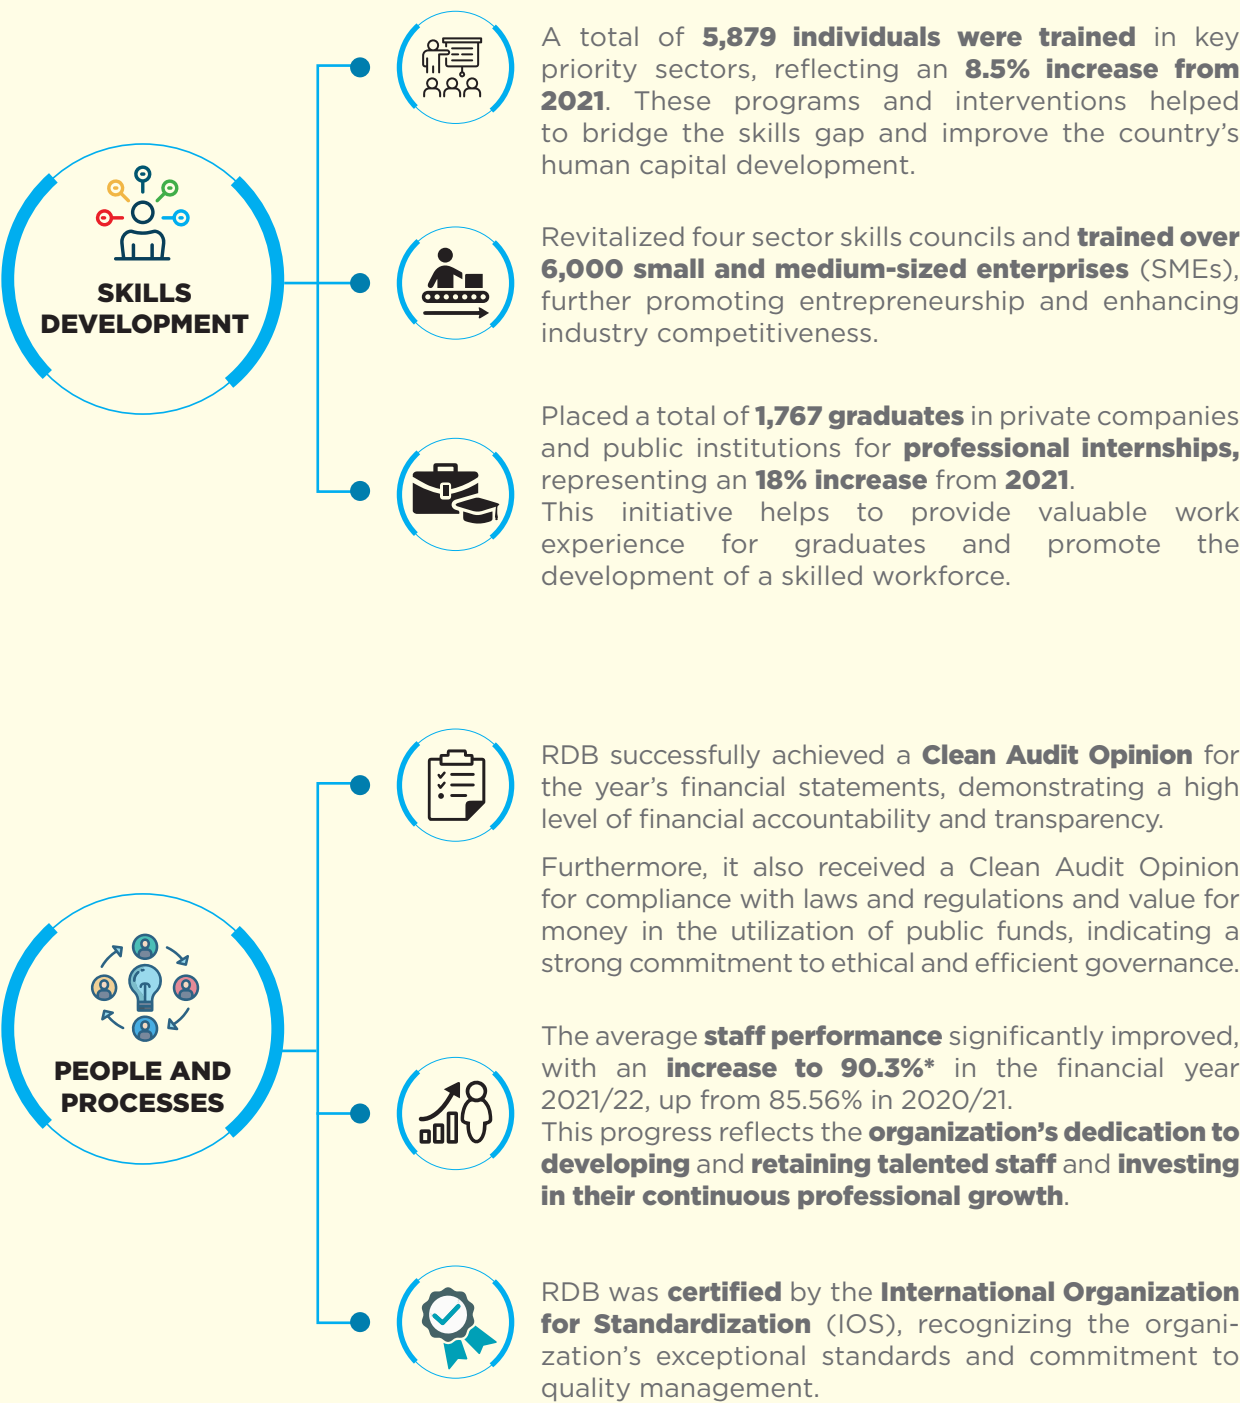 SKILLS
DEVELOPMENT
A total of 5,879 individuals were trained in key
priority sectors, reflecting an 8.5% increase from
2021. These programs and interventions helped
to bridge the skills gap and improve the country’s
human capital development.
Revitalized four sector skills councils and trained over
6,000 small and medium-sized enterprises (SMEs),
further promoting entrepreneurship and enhancing
industry competitiveness.
Placed a total of 1,767 graduates in private companies
and public institutions for professional internships,
representing an 18% increase from 2021.
This initiative helps to provide valuable work
experience for graduates and promote the
development of a skilled workforce.
PEOPLE AND
PROCESSES
RDB successfully achieved a Clean Audit Opinion for
the year’s financial statements, demonstrating a high
level of financial accountability and transparency.
Furthermore, it also received a Clean Audit Opinion
for compliance with laws and regulations and value for
money in the utilization of public funds, indicating a
strong commitment to ethical and efficient governance.
The average staff performance significantly improved,
with an increase to 90.3%* in the financial year
2021/22, up from 85.56% in 2020/21.
This progress reflects the organization’s dedication to
developing and retaining talented staff and investing
in their continuous professional growth.
RDB was certified by the International Organization
for Standardization (IOS), recognizing the organi-
zation’s exceptional standards and commitment to
quality management.